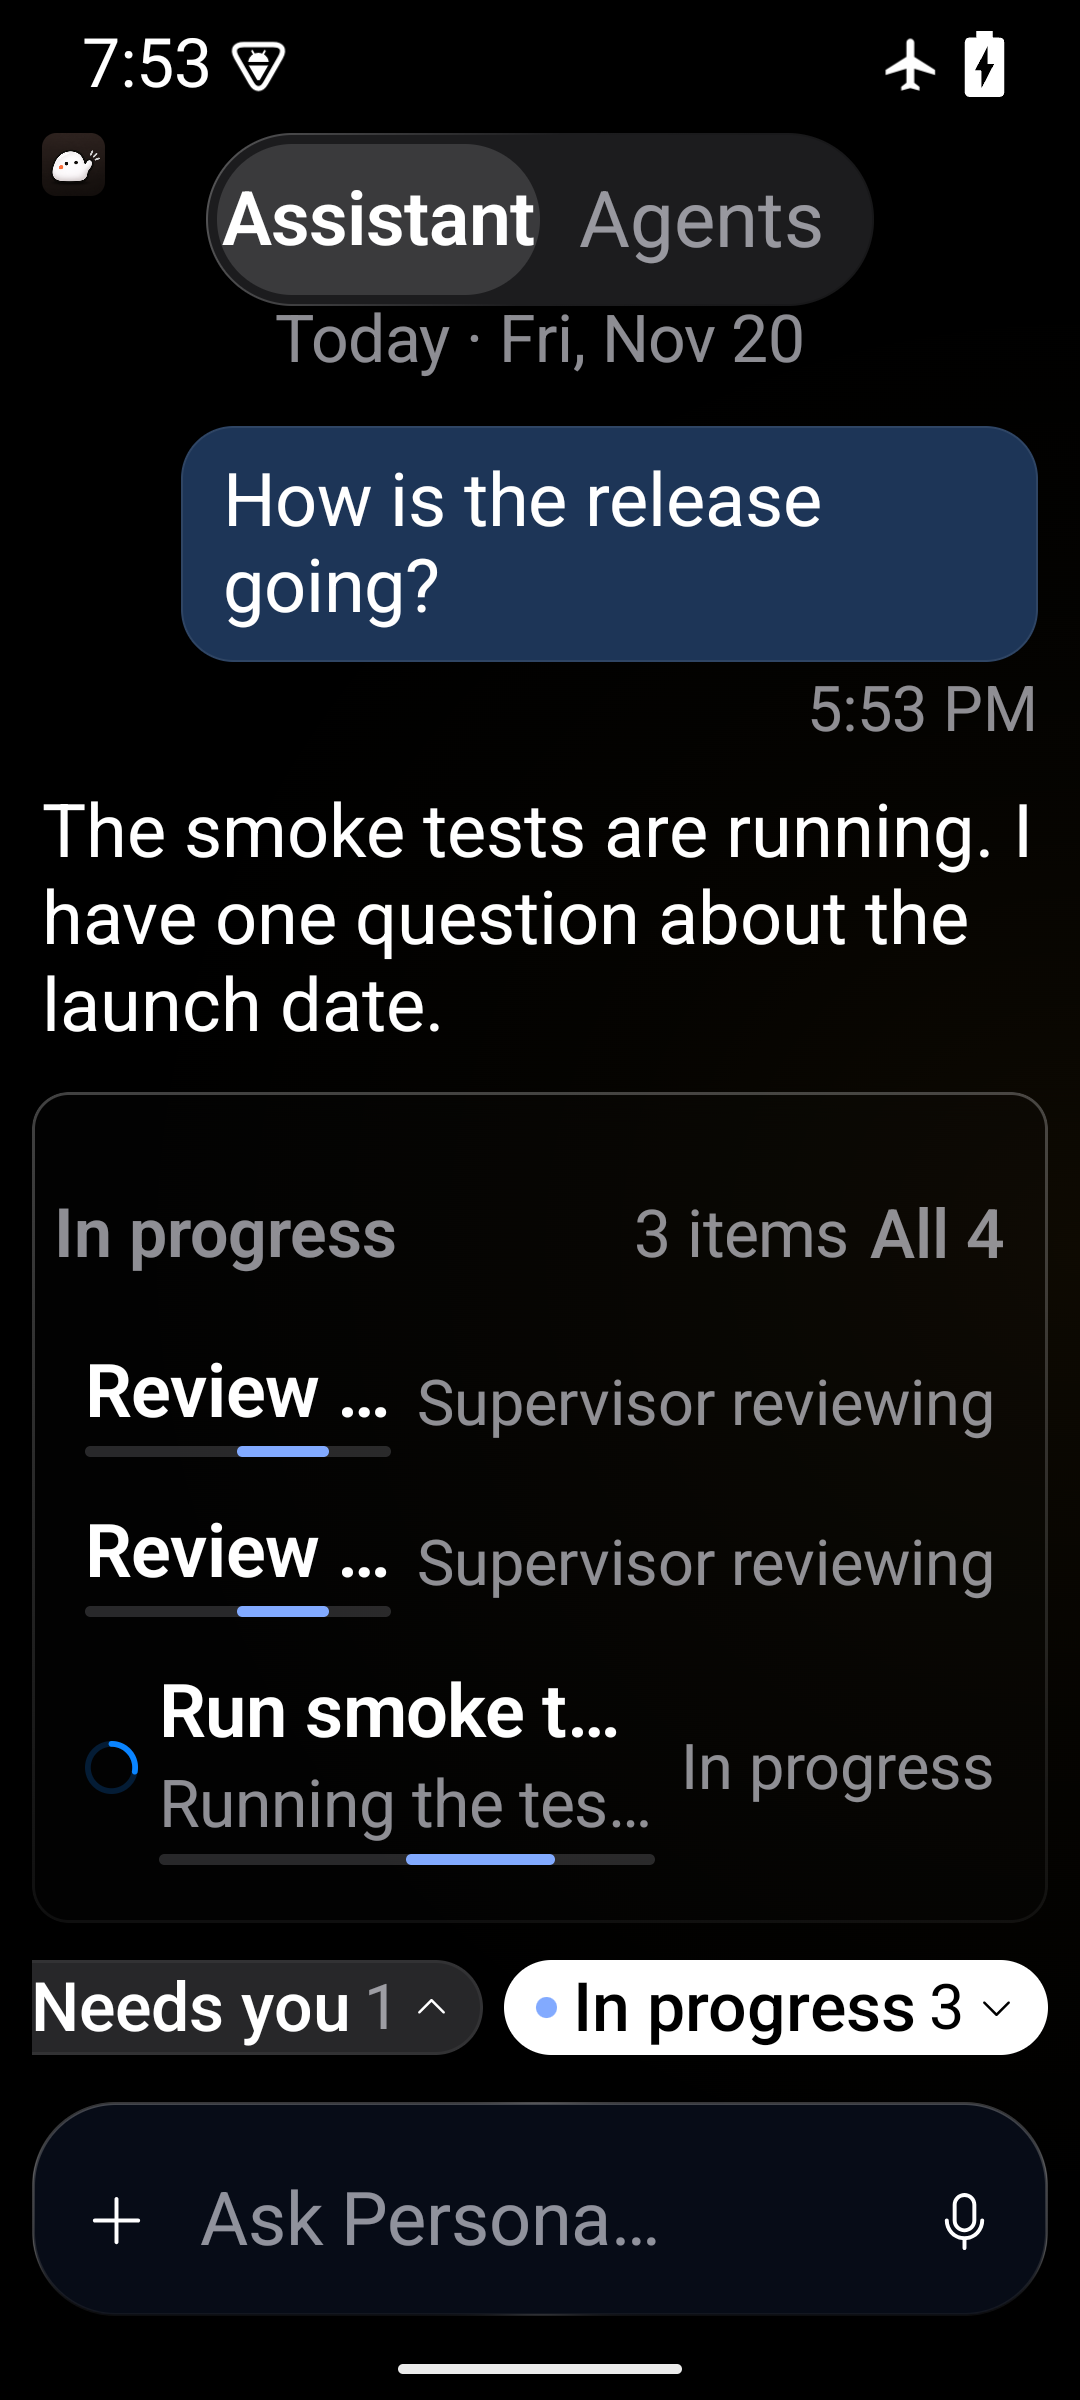 7:53
Assistant Agents
Today · Fri, Nov 20
How is the release
going?
5:53 PM
The smoke tests are running. I
have one question about the
launch date.
In progress 3 items All 4
Review ... Supervisor reviewing
Review ... Supervisor reviewing
Run smoke t...
Running the tes... In progress
Needs you 1 In progress 3
Ask Persona...